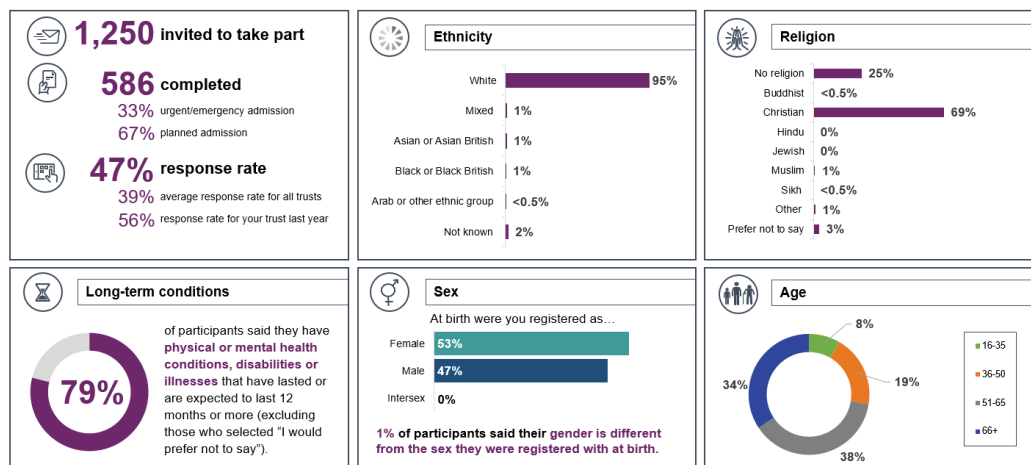 1,250 invited to take part
586 completed
33% urgent/emergency admission
67% planned admission
47% response rate
39% average response rate for all trusts
56% response rate for your trust last year
Ethnicity
White 95%
Mixed 1%
Asian or Asian British 1%
Black or Black British 1%
Arab or other ethnic group <0.5%
Not known 2%
Religion
No religion 25%
Buddhist <0.5%
Christian 69%
Hindu 0%
Jewish 0%
Muslim 1%
Sikh <0.5%
Other 1%
Prefer not to say 3%
Long-term conditions
79%
of participants said they have
physical or mental health
conditions, disabilities or
illnesses that have lasted or
are expected to last 12
months or more (excluding
those who selected “I would
prefer not to say”).
Sex
At birth were you registered as…
Female 53%
Male 47%
Intersex 0%
1% of participants said their gender is different
from the sex they were registered with at birth.
Age
8%
19%
34%
38%
16-35
36-50
51-65
66+